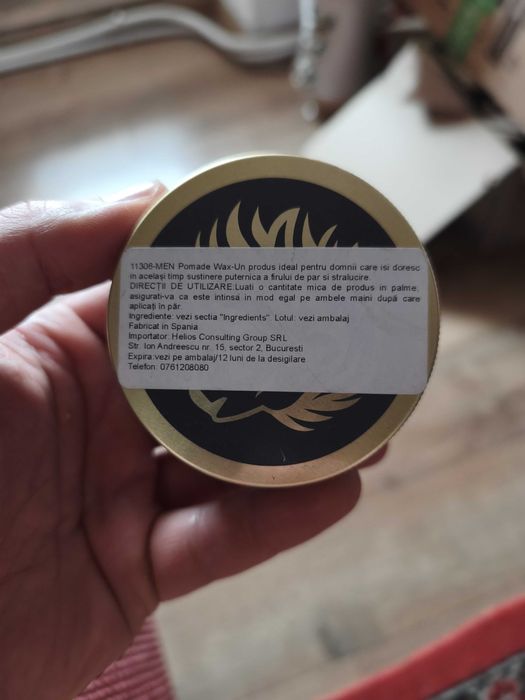 11306-MEN Pomade Wax-Un produs ideal pentru domnii care isi doresc
in același timp sustinere puternica a firului de par si stralucire.
DIRECȚII DE UTILIZARE:Luati o cantitate mica de produs in palme,
asigurati-va ca este intinsa in mod egal pe ambele maini după care
aplicați în păr.
Ingrediente: vezi sectia "Ingredients". Lotul: vezi ambalaj
Fabricat in Spania
Importator: Helios Consulting Group SRL
Str. Ion Andreescu nr. 15, sector 2, Bucuresti
Expira:vezi pe ambalaj/12 luni de la desigilare
Telefon: 0761208080